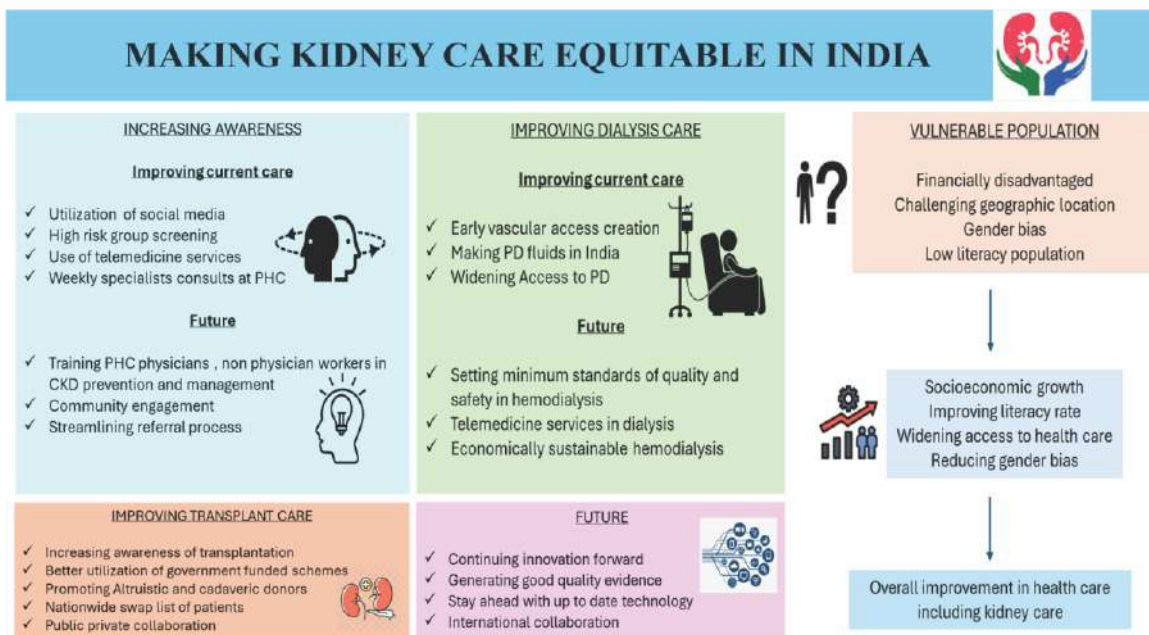 MAKING KIDNEY CARE EQUITABLE IN INDIA
INCREASING AWARENESS
Improving current care
✓ Utilization of social media
✓ High risk group screening
✓ Use of telemedicine services
✓ Weekly specialists consults at PHC
Future
✓ Training PHC physicians , non physician workers in
CKD prevention and management
✓ Community engagement
✓ Streamlining referral process
IMPROVING DIALYSIS CARE
Improving current care
✓ Early vascular access creation
✓ Making PD fluids in India
✓ Widening Access to PD
Future
✓ Setting minimum standards of quality and
safety in hemodialysis
✓ Telemedicine services in dialysis
✓ Economically sustainable hemodialysis
VULNERABLE POPULATION
Financially disadvantaged
Challenging geographic location
Gender bias
Low literacy population
Socioeconomic growth
Improving literacy rate
Widening access to health care
Reducing gender bias
Overall improvement in health care
including kidney care
IMPROVING TRANSPLANT CARE
✓ Increasing awareness of transplantation
✓ Better utilization of government funded schemes
✓ Promoting Altruistic and cadaveric donors
✓ Nationwide swap list of patients
✓ Public private collaboration
FUTURE
✓ Continuing innovation forward
✓ Generating good quality evidence
✓ Stay ahead with up to date technology
✓ International collaboration